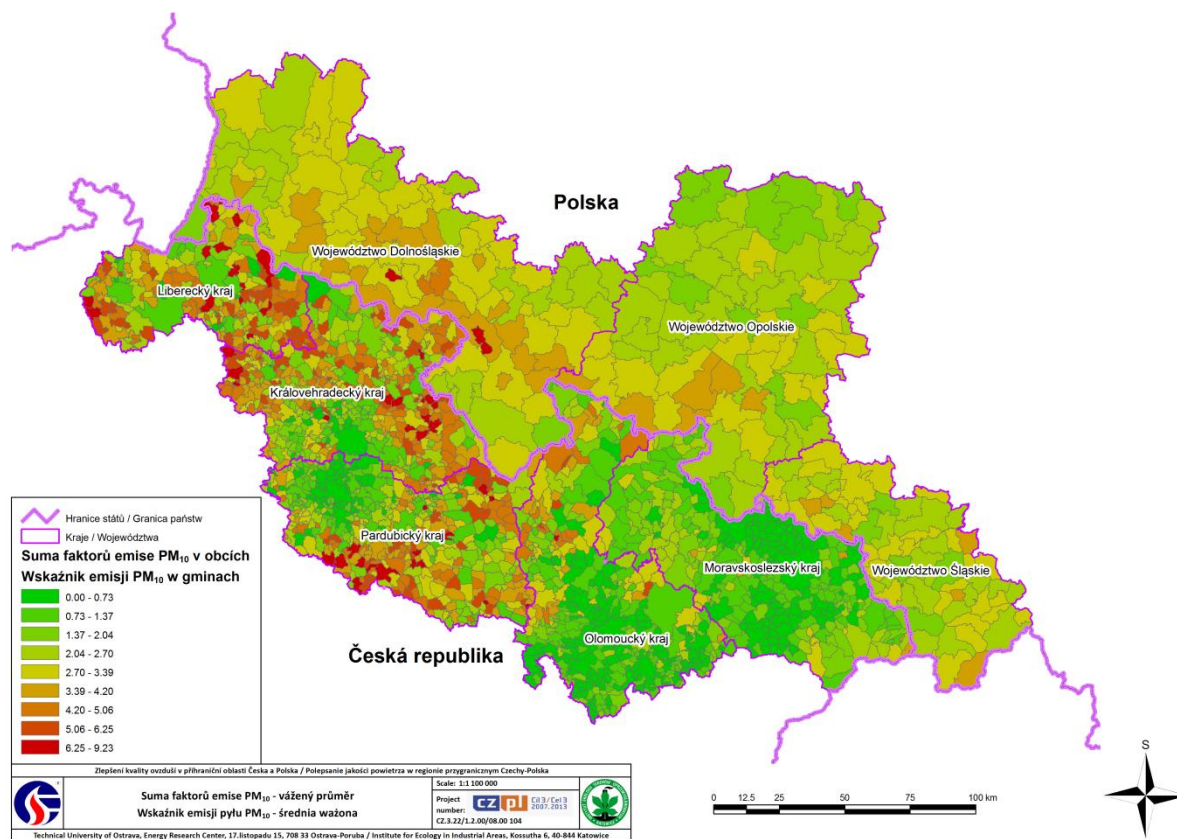 Polska
Województwo Dolnośląskie
Liberecký kraj
Województwo Opolskie
Královehradecký kraj
Pardubický kraj
Moravskoslezský kraj
Województwo Śląskie
Olomoucký kraj
Česká republika
Hranice států / Granica państw
Kraje / Województwa
Suma faktorů emise PM10 v obcích
Wskaźnik emisji PM10 w gminach
0.00 - 0.73
0.73 - 1.37
1.37 - 2.04
2.04 - 2.70
2.70 - 3.39
3.39 - 4.20
4.20 - 5.06
5.06 - 6.25
6.25 - 9.23
Zlepšení kvality ovzduší v příhraniční oblasti Česka a Polska / Polepsanie jakości powietrza w regionie przygranicznym Czechy-Polska
Suma faktorů emise PM10 - vážený průměr
Wskaźnik emisji pyłu PM10 - średnia ważona
Scale: 1:1 100 000
Project
number:
cz pl Cíl 3 / Cel 3
2007.2013
CZ.3.22/1.2.00/08.00 104
Technical University of Ostrava, Energy Research Center, 17.listopadu 15, 708 33 Ostrava-Poruba / Institute for Ecology in Industrial Areas, Kossutha 6, 40-844 Katowice
0 12.5 25 50 75 100 km
S